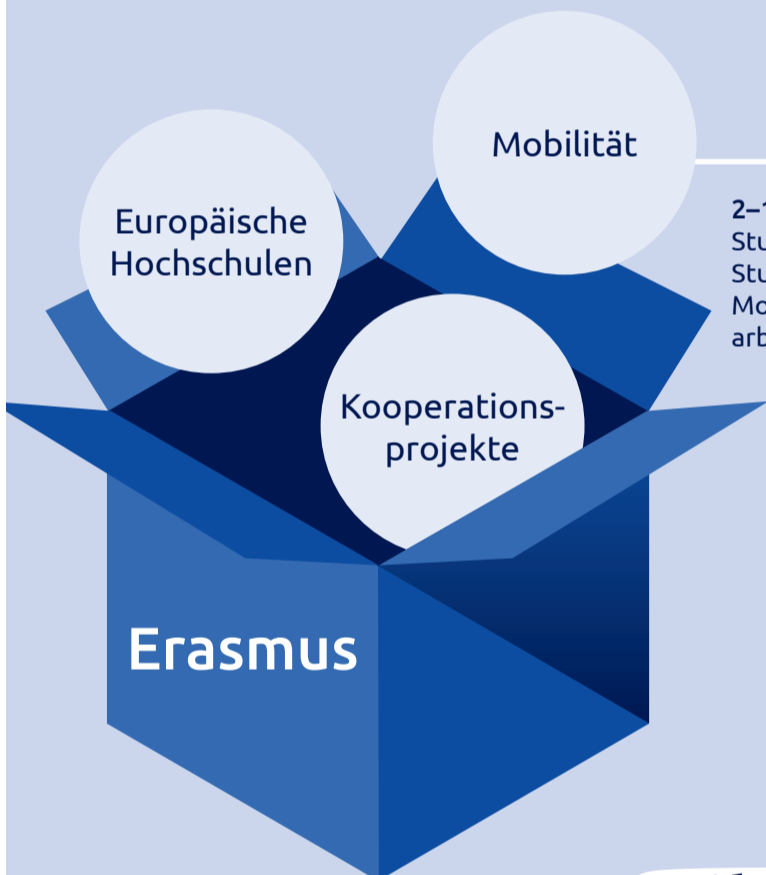 Mobilität
Europäische
Hochschulen
Kooperations-
projekte
Erasmus